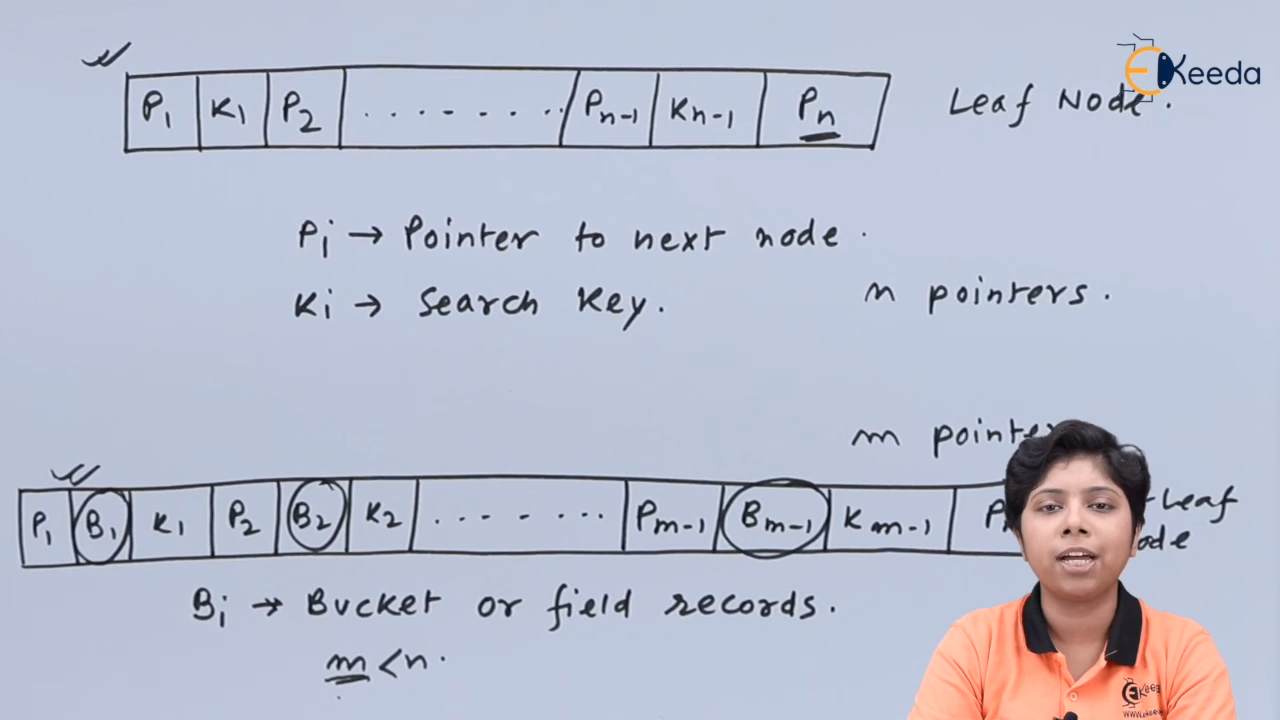 EKeeda
P1 K1 P2 ......... Pn-1 Kn-1 Pn Leaf Node.
Pi → Pointer to next node.
Ki → Search Key.
n pointers.
m
P1 B1 K1 P2 B2 K2 ........ Pm-1 Bm-1 Km-1 Leaf
Bi → Bucket or field records.
m < n.
EKeeda